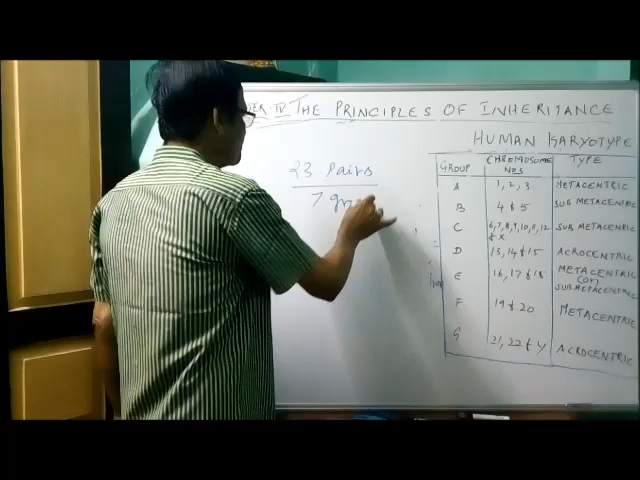 THE PRINCIPLES OF INHERITANCE
HUMAN KARYOTYPE
23 Pairs
7
GROUP CHROMOSOME NOS TYPE
A 1, 2, 3 METACENTRIC
B 4 & 5 SUB METACENTRIC
C 6, 7, 8, 9, 10, 11, 12 & X SUB METACENTRIC
D 13, 14 & 15 ACROCENTRIC
E 16, 17 & 18 METACENTRIC (OR) SUB METACENTRIC
F 19 & 20 METACENTRIC
G 21, 22 & Y ACROCENTRIC